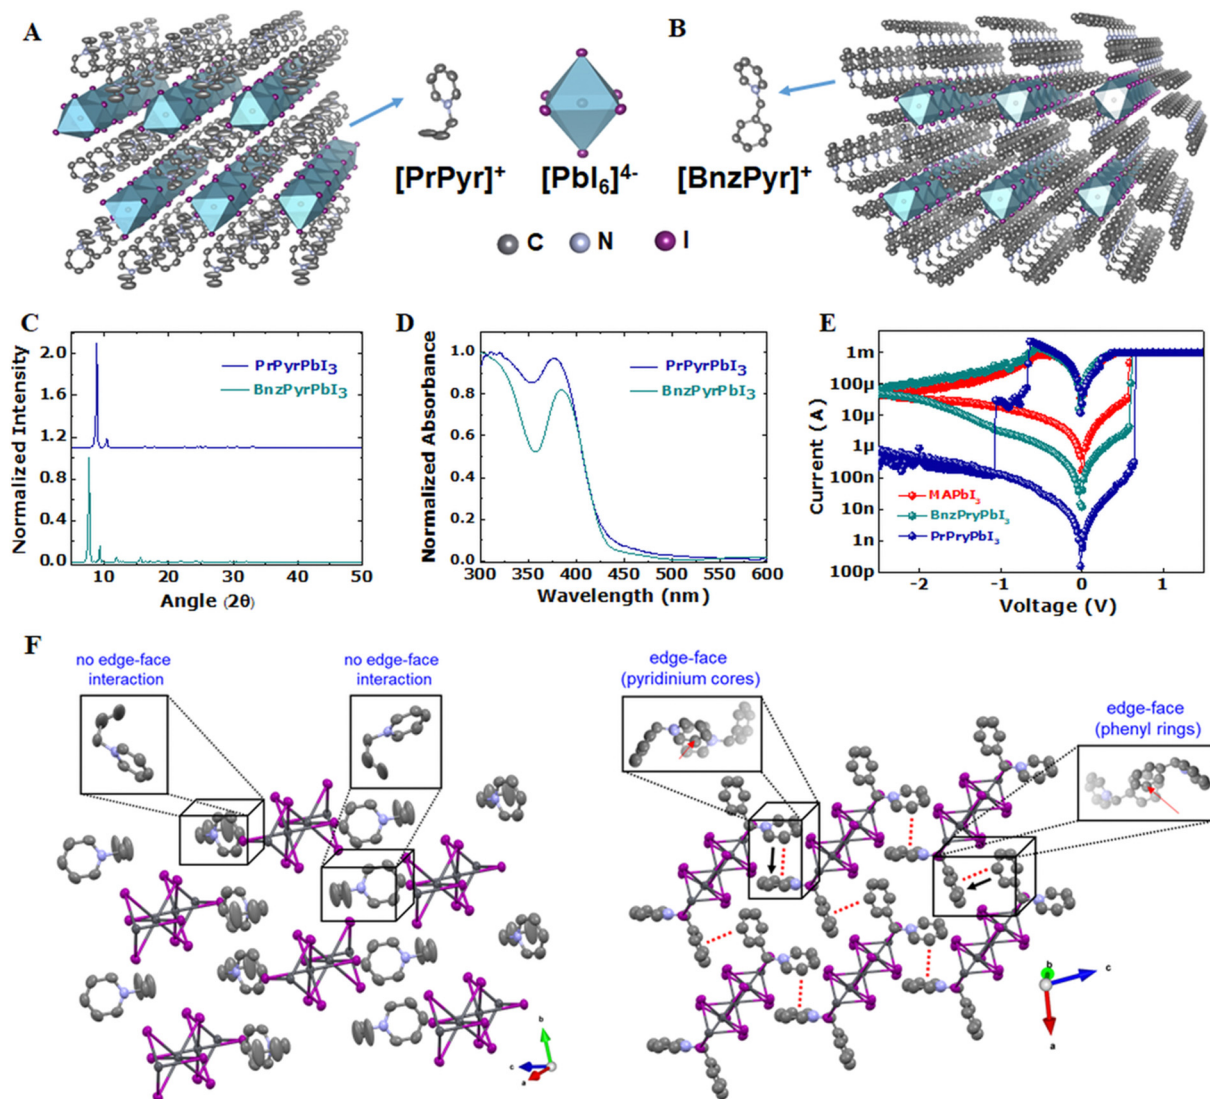 A
B
[PrPyr]+
[PbI6]4-
[BnzPyr]+
C
N
I
C
Normalized Intensity
2.0
1.6
1.2
0.8
0.4
0.0
PrPyrPbI3
BnzPyrPbI3
10
20
30
40
50
Angle (2θ)
D
Normalized Absorbance
1.0
0.8
0.6
0.4
0.2
0.0
PrPyrPbI3
BnzPyrPbI3
300
350
400
450
500
550
600
Wavelength (nm)
E
Current (A)
1m
100μ
10μ
1μ
100n
10n
1n
100p
MAPbI3
BnzPryPbI3
PrPryPbI3
-2
-1
0
1
Voltage (V)
F
no edge-face
interaction
no edge-face
interaction
edge-face
(pyridinium cores)
edge-face
(phenyl rings)
b
c
a
b
c
a